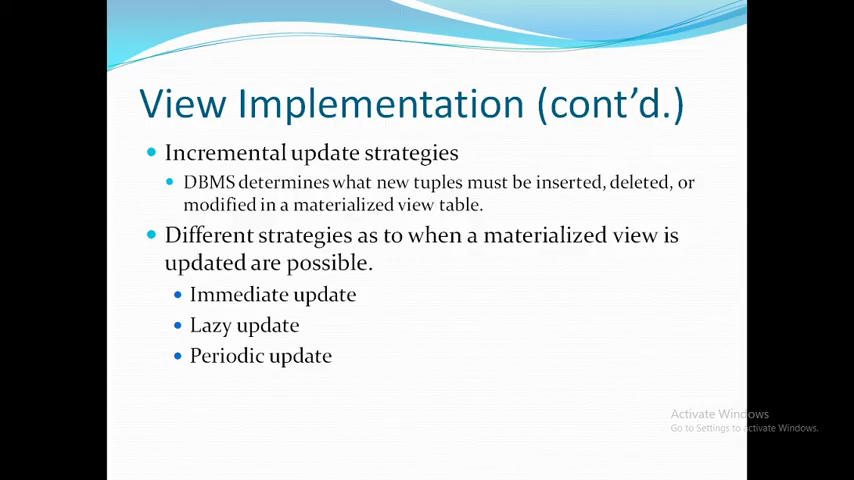 View Implementation (cont’d.)
Incremental update strategies
DBMS determines what new tuples must be inserted, deleted, or
modified in a materialized view table.
Different strategies as to when a materialized view is
updated are possible.
Immediate update
Lazy update
Periodic update
Activate Windows
Go to Settings to activate Windows.